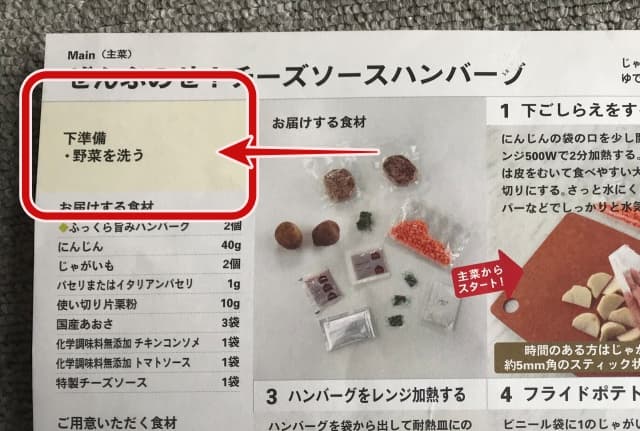 Main（主菜）
ぜんぶのせ！チーズソースハンバーグ
じゃ
ゆで
下準備
・野菜を洗う
お届けする食材
◆ふっくら旨みハンバーグ 2個
にんじん 40g
じゃがいも 2個
パセリまたはイタリアンパセリ 1g
使い切り片栗粉 10g
国産あおさ 3袋
化学調味料無添加 チキンコンソメ 1袋
化学調味料無添加 トマトソース 1袋
特製チーズソース 1袋
ご用意いただく食材
お届けする食材
主菜から
スタート！
3 ハンバーグをレンジ加熱する
ハンバーグを袋から出して耐熱皿にの
1 下ごしらえをす
にんじんの袋の口を少し開
ンジ500Wで2分加熱する。
は皮をむいて食べやすい大
切りにする。さっと水にく
パーなどでしっかりと水気
時間のある方はじゃが
約5mm角のスティック状
4 フライドポテト
ビニール袋に1のじゃがい